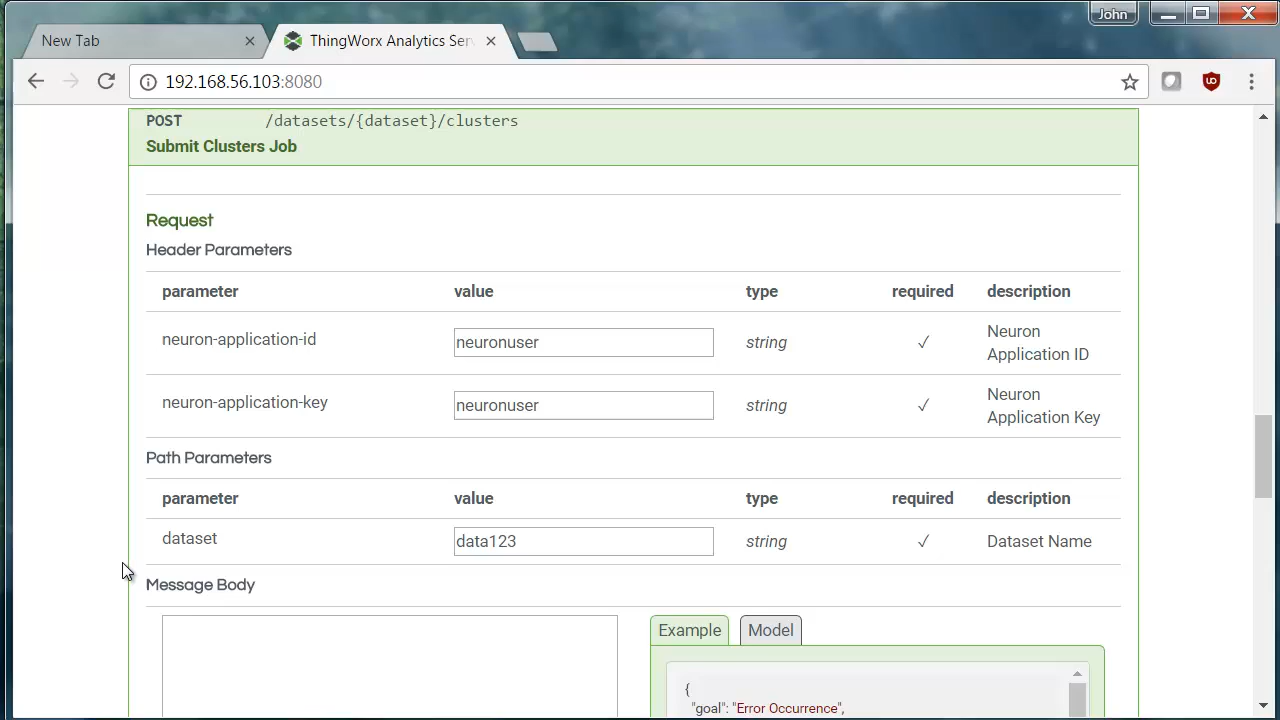 John
New Tab
ThingWorx Analytics Ser
192.168.56.103:8080
POST /datasets/{dataset}/clusters
Submit Clusters Job
Request
Header Parameters
parameter value type required description
neuron-application-id neuronuser string ✓ Neuron
Application ID
neuron-application-key neuronuser string ✓ Neuron
Application Key
Path Parameters
parameter value type required description
dataset data123 string ✓ Dataset Name
Message Body
Example Model
{
"goal": "Error Occurrence",